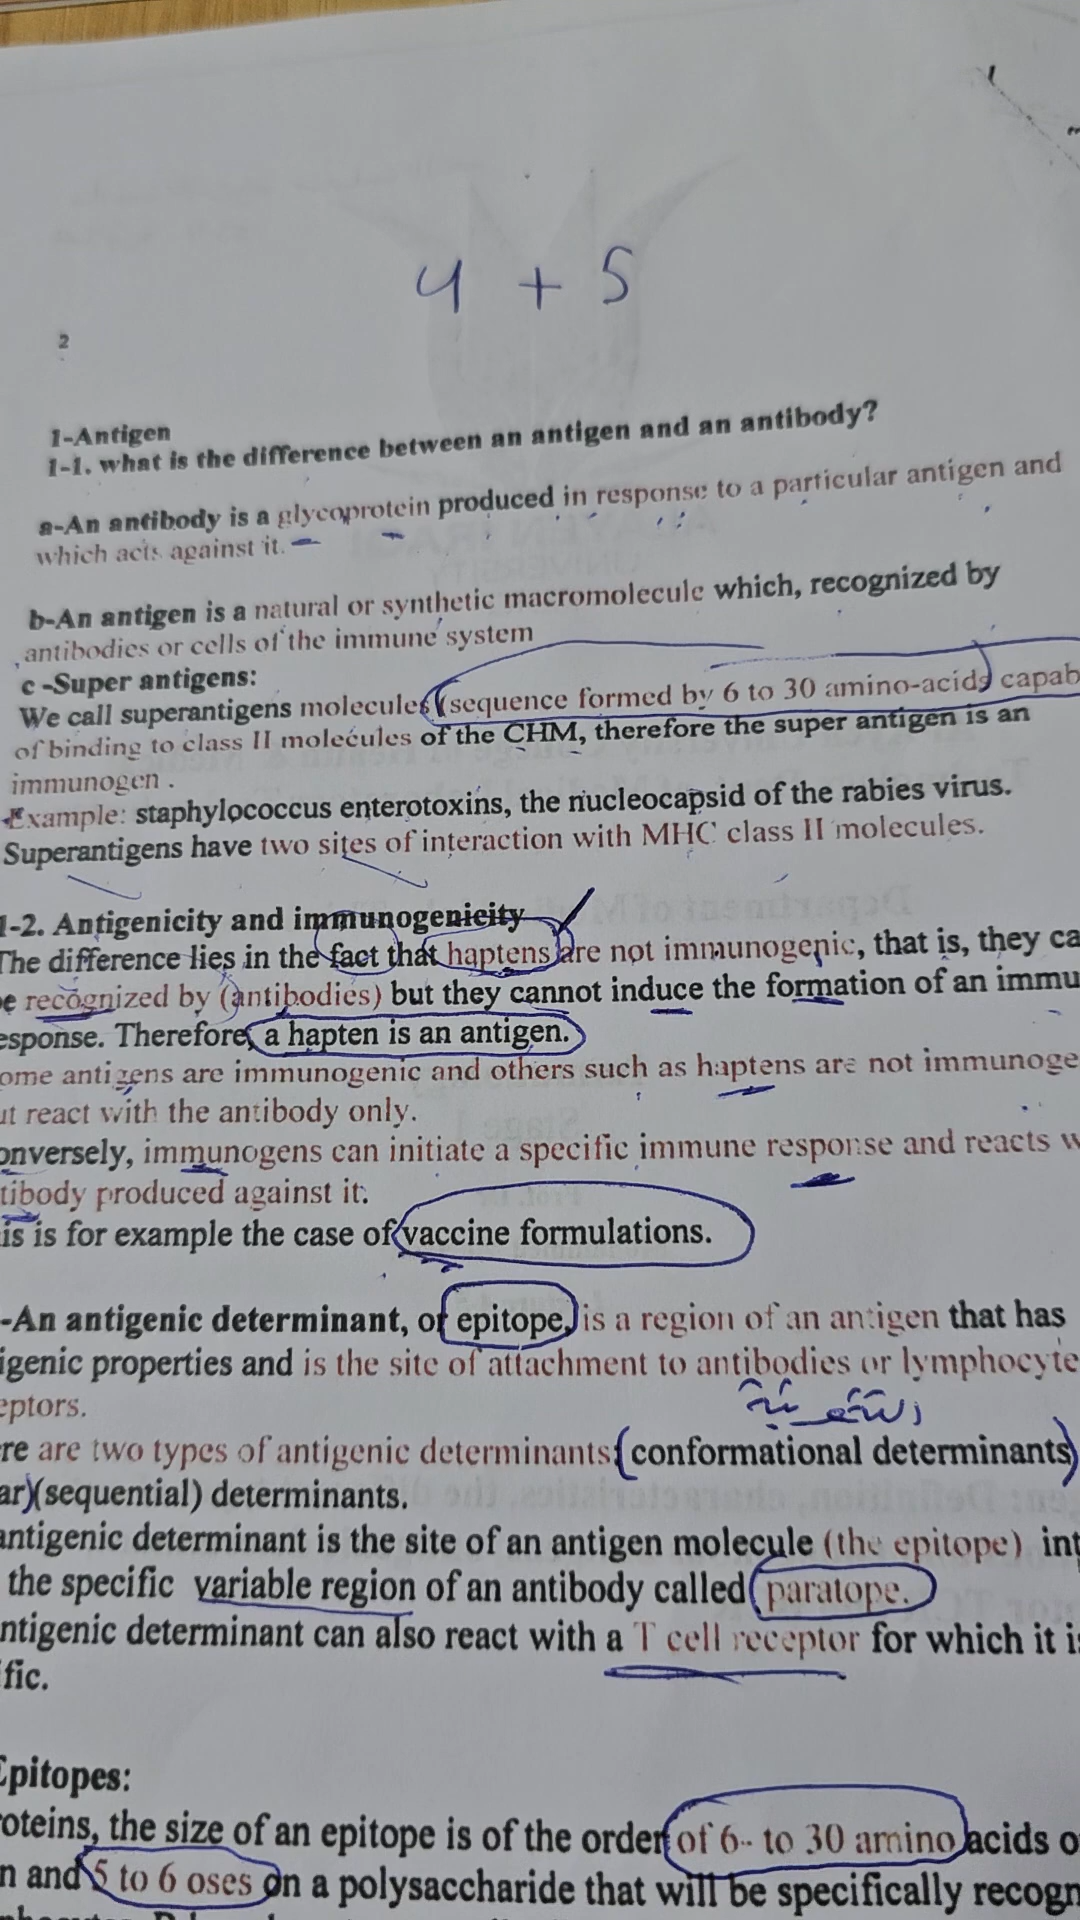 4 + 5
2
1-Antigen
1-1. what is the difference between an antigen and an antibody?
a-An antibody is a glycoprotein produced in response to a particular antigen and
which acts against it.
b-An antigen is a natural or synthetic macromolecule which, recognized by
antibodies or cells of the immune system
c -Super antigens:
We call superantigens molecules (sequence formed by 6 to 30 amino-acids) capab
of binding to class II molecules of the CHM, therefore the super antigen is an
immunogen .
Example: staphylococcus enterotoxins, the nucleocapsid of the rabies virus.
Superantigens have two sites of interaction with MHC class II molecules.
1-2. Antigenicity and immunogenicity
The difference lies in the fact that haptens are not immunogenic, that is, they ca
e recognized by (antibodies) but they cannot induce the formation of an immu
esponse. Therefore, a hapten is an antigen.
ome antigens are immunogenic and others such as haptens are not immunoge
ut react with the antibody only.
onversely, immunogens can initiate a specific immune response and reacts w
tibody produced against it.
is is for example the case of vaccine formulations.
-An antigenic determinant, or epitope, is a region of an antigen that has
igenic properties and is the site of attachment to antibodies or lymphocyte
eptors.
re are two types of antigenic determinants: (conformational determinants)
ar) (sequential) determinants.
antigenic determinant is the site of an antigen molecule (the epitope) int
the specific variable region of an antibody called paratope.
ntigenic determinant can also react with a T cell receptor for which it is
fic.
Epitopes:
roteins, the size of an epitope is of the order of 6-- to 30 amino acids o
n and 5 to 6 oses on a polysaccharide that will be specifically recogn